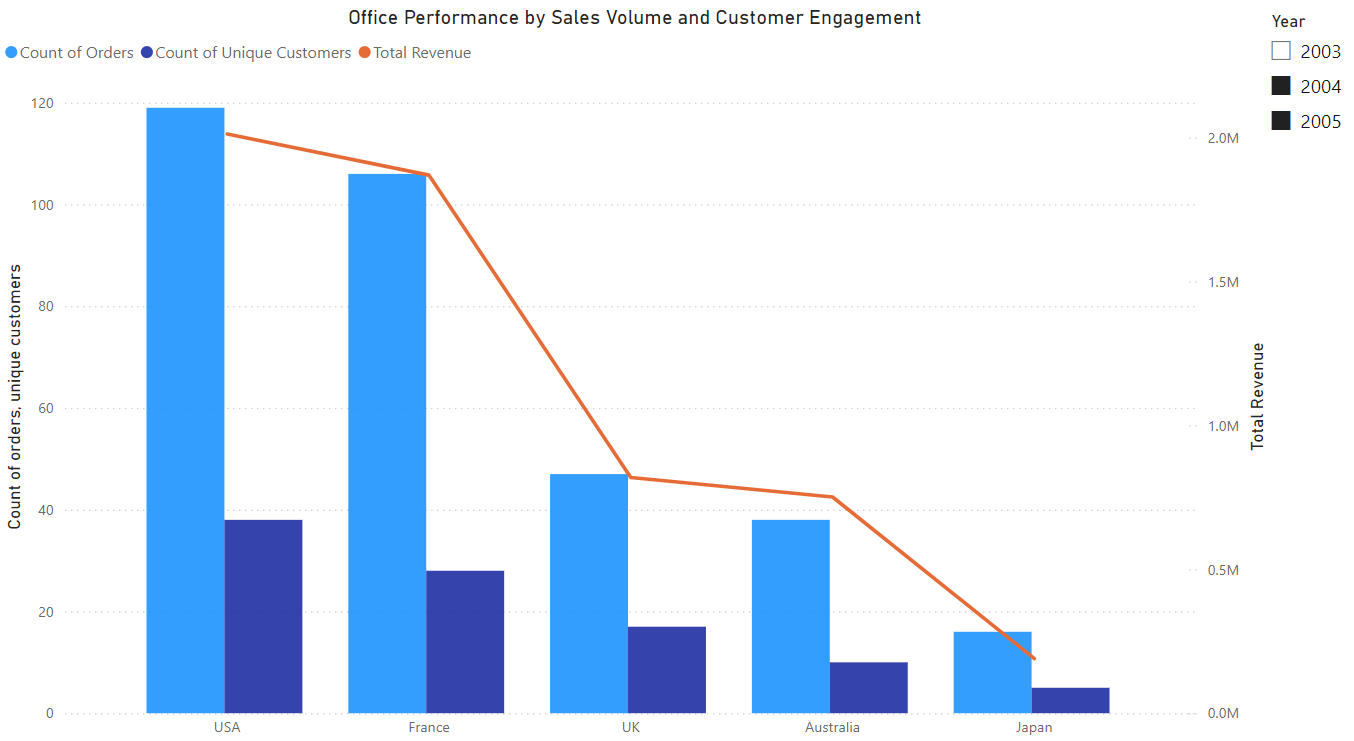 Office Performance by Sales Volume and Customer Engagement
Count of Orders Count of Unique Customers Total Revenue
Year
2003
2004
2005
Count of orders, unique customers
120
100
80
60
40
20
0
2.0M
1.5M
1.0M
0.5M
0.0M
Total Revenue
USA France UK Australia Japan